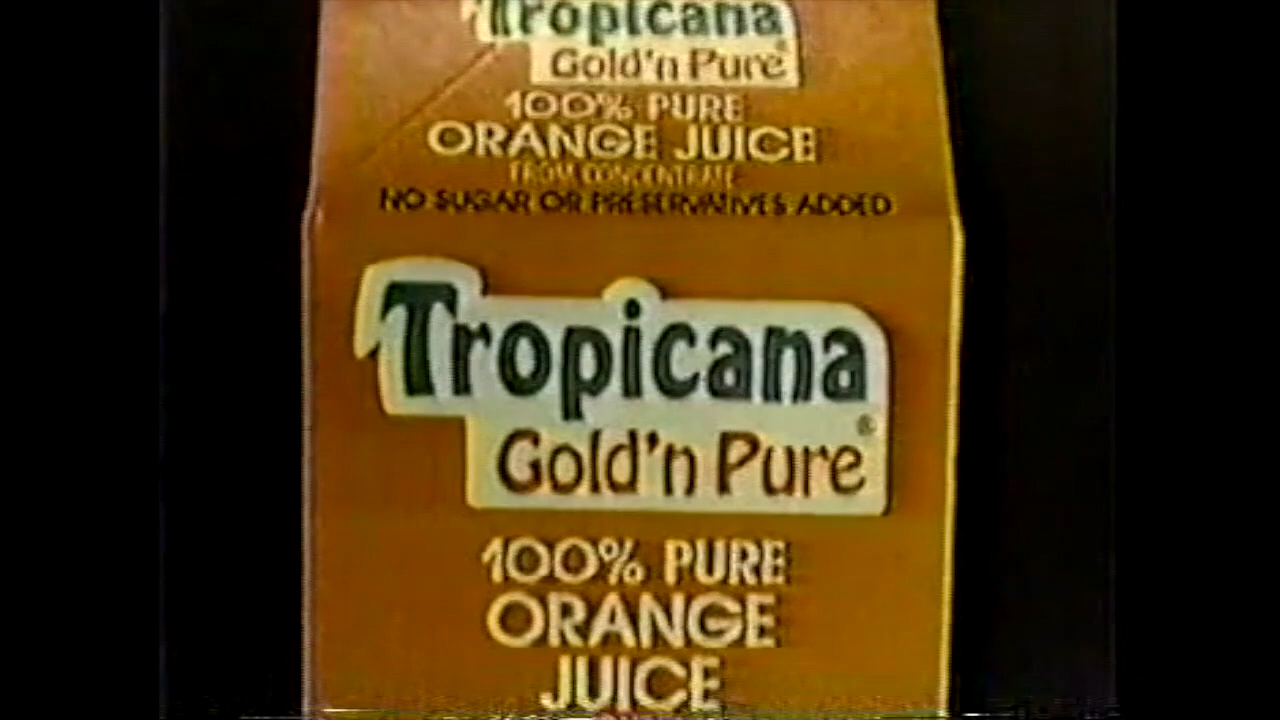 Tropicana
Gold'n Pure®
100% PURE
ORANGE JUICE
FROM CONCENTRATE
NO SUGAR OR PRESERVATIVES ADDED
Tropicana
Gold'n Pure®
100% PURE
ORANGE
JUICE